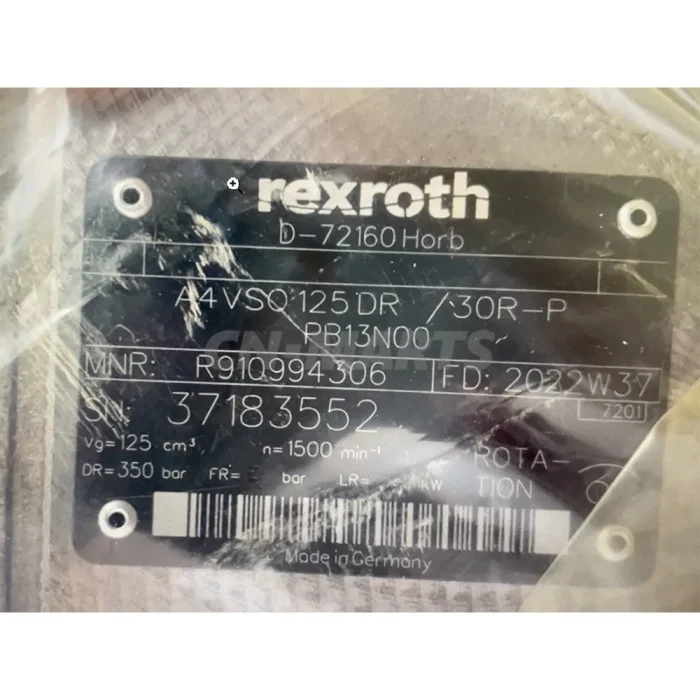 rexroth
D-72160 Horb
A4VSO 125 DR /30R-P
PB13N00
MNR: R910994306 FD: 2022W37
SN: 37183552 7201
Vg=125 cm³ n=1500 min⁻¹ ROTA-
DR=350 bar FR= bar LR= kW TION
Made in Germany